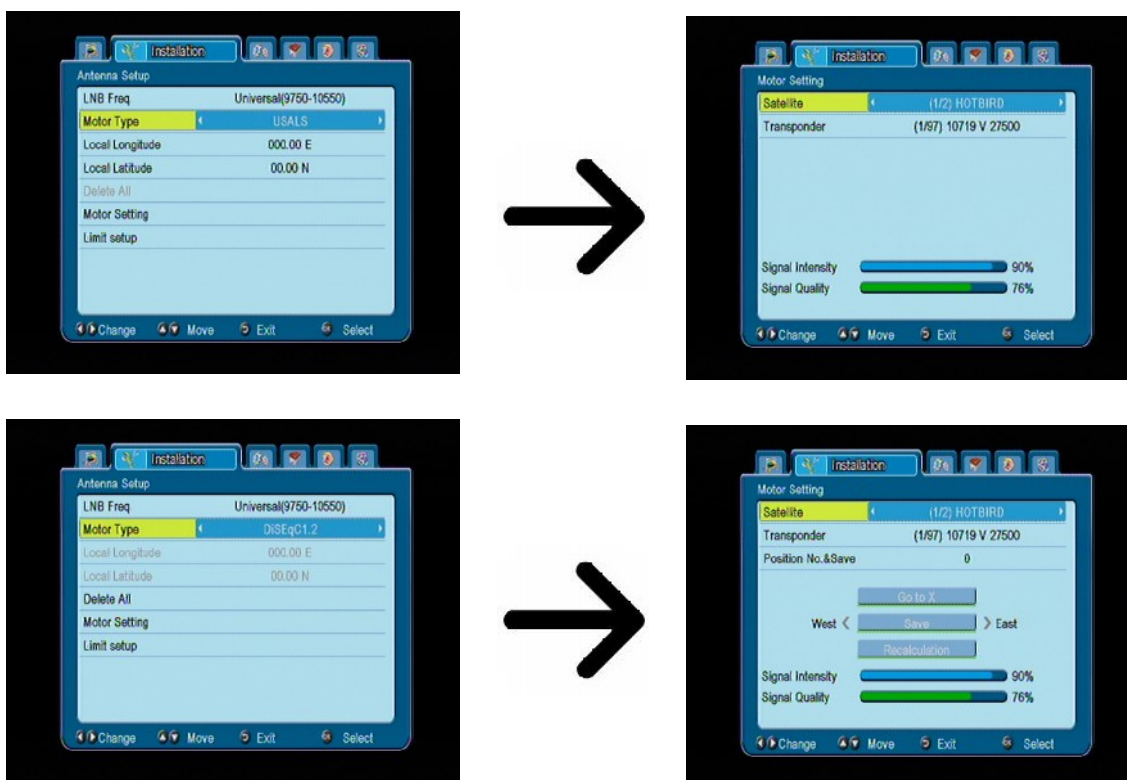 Installation
Antenna Setup
LNB Freq Universal(9750-10550)
Motor Type USALS
Local Longitude 000.00 E
Local Latitude 00.00 N
Delete All
Motor Setting
Limit setup
Change Move Exit Select
Installation
Motor Setting
Satellite (1/2) HOTBIRD
Transponder (1/97) 10719 V 27500
Signal Intensity 90%
Signal Quality 76%
Change Move Exit Select
Installation
Antenna Setup
LNB Freq Universal(9750-10550)
Motor Type DiSEqC1.2
Local Longitude 000.00 E
Local Latitude 00.00 N
Delete All
Motor Setting
Limit setup
Change Move Exit Select
Installation
Motor Setting
Satellite (1/2) HOTBIRD
Transponder (1/97) 10719 V 27500
Position No.&Save 0
Go to X
West Save East
Recalculation
Signal Intensity 90%
Signal Quality 76%
Change Move Exit Select